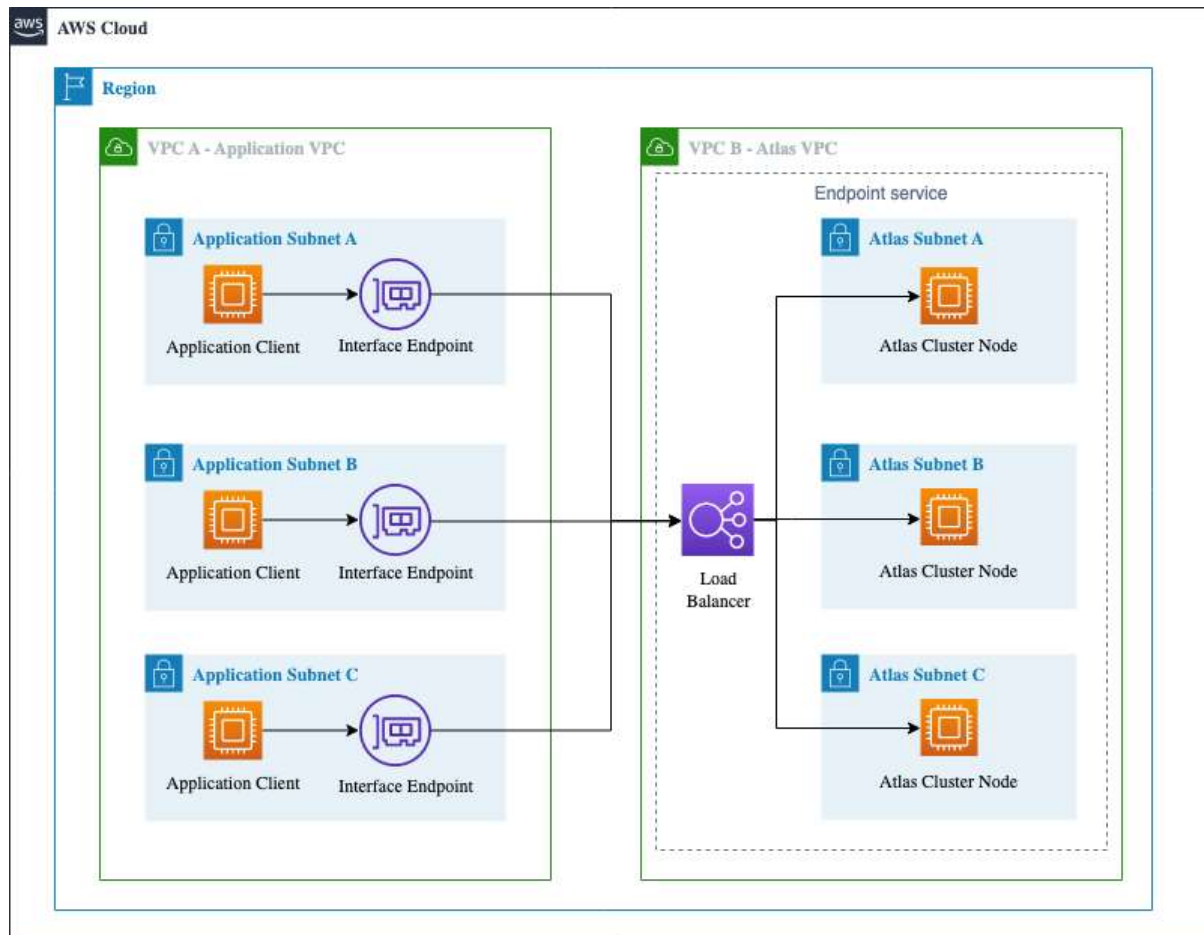 aws
AWS Cloud
Region
VPC A - Application VPC
VPC B - Atlas VPC
Endpoint service
Application Subnet A
Application Client
Interface Endpoint
Atlas Subnet A
Atlas Cluster Node
Application Subnet B
Application Client
Interface Endpoint
Load
Balancer
Atlas Subnet B
Atlas Cluster Node
Application Subnet C
Application Client
Interface Endpoint
Atlas Subnet C
Atlas Cluster Node